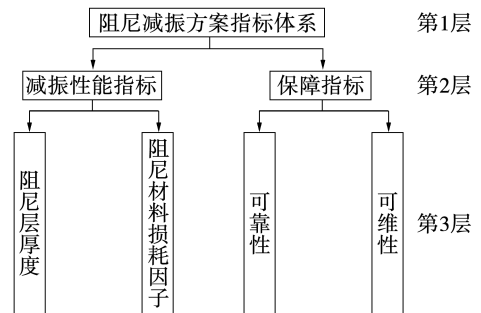 阻尼减振方案指标体系
第1层
减振性能指标
保障指标
第2层
阻尼层厚度
阻尼材料损耗因子
可靠性
可维性
第3层